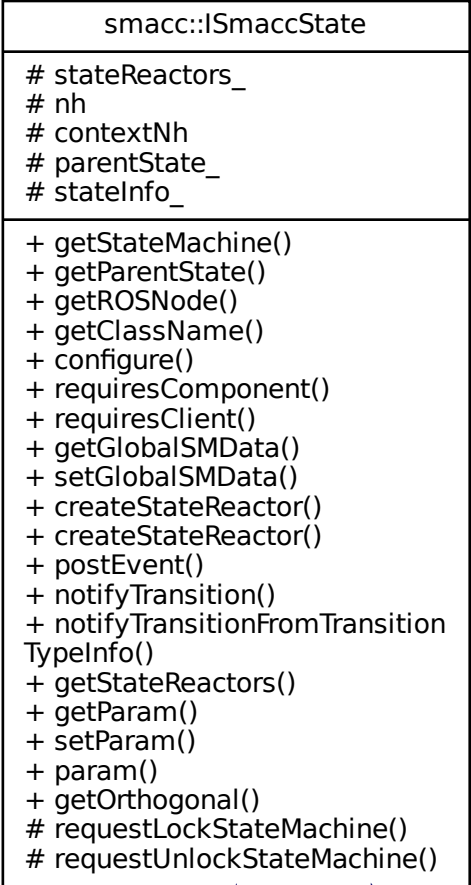 smacc::ISmaccState
# stateReactors_
# nh
# contextNh
# parentState_
# stateInfo_
+ getStateMachine()
+ getParentState()
+ getROSNode()
+ getClassName()
+ configure()
+ requiresComponent()
+ requiresClient()
+ getGlobalSMData()
+ setGlobalSMData()
+ createStateReactor()
+ createStateReactor()
+ postEvent()
+ notifyTransition()
+ notifyTransitionFromTransition
TypeInfo()
+ getStateReactors()
+ getParam()
+ setParam()
+ param()
+ getOrthogonal()
# requestLockStateMachine()
# requestUnlockStateMachine()